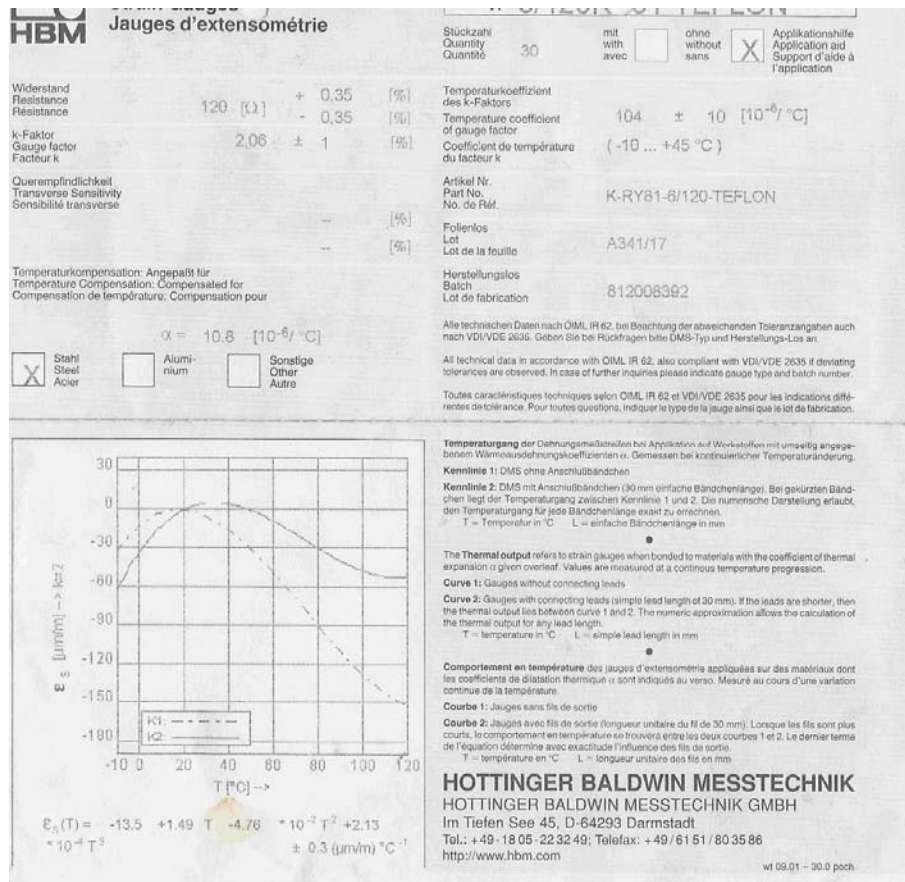 HBM
Jauges d'extensométrie
Stückzahl
Quantity
Quantité
30
mit
with
avec
ohne
without
sans
X
Applikationshilfe
Application aid
Support d'aide à
l'application
Widerstand
Resistance
Résistance
120 [Ω] + 0,35 [%]
- 0,35 [%]
k-Faktor
Gauge factor
Facteur k
2,06 ± 1 [%]
Querempfindlichkeit
Transverse Sensitivity
Sensibilité transverse
-- [%]
-- [%]
Temperaturkompensation: Angepaßt für
Temperature Compensation: Compensated for
Compensation de température: Compensation pour
α = 10.8 [10⁻⁶/ °C]
X
Stahl
Steel
Acier
Alumi-
nium
Sonstige
Other
Autre
Temperaturkoeffizient
des k-Faktors
Temperature coefficient
of gauge factor
Coefficient de température
du facteur k
104 ± 10 [10⁻⁶/ °C]
(-10 ... +45 °C)
Artikel Nr.
Part No.
No. de Réf.
K-RY81-6/120-TEFLON
Folienlos
Lot
Lot de la feuille
A341/17
Herstellungslos
Batch
Lot de fabrication
812008392
Alle technischen Daten nach OIML IR 62, bei Beachtung der abweichenden Toleranzangaben auch
nach VDI/VDE 2635. Geben Sie bei Rückfragen bitte DMS-Typ und Herstellungs-Los an.
All technical data in accordance with OIML IR 62, also compliant with VDI/VDE 2635 if deviating
tolerances are observed. In case of further inquiries please indicate gauge type and batch number.
Toutes caractéristiques techniques selon OIML IR 62 et VDI/VDE 2635 pour les indications diffé-
rentes de tolérance. Pour toutes questions, indiquer le type de la jauge ainsi que le lot de fabrication.
30
0
-30
-60
-90
-120
-150
-180
εs [µm/m] --> k=2
K1:
K2:
-10 0 20 40 60 80 100 120
T [°C] -->
εs(T) = -13.5 +1.49 T -4.76 *10⁻² T² +2.13
*10⁻⁴ T³ ± 0.3 (µm/m) °C⁻¹
Temperaturgang der Dehnungsmeßstreifen bei Applikation auf Werkstoffen mit umseitig angege-
benem Wärmeausdehnungskoeffizienten α. Gemessen bei kontinuierlicher Temperaturänderung.
Kennlinie 1: DMS ohne Anschlußbändchen
Kennlinie 2: DMS mit Anschlußbändchen (30 mm einfache Bändchenlänge). Bei gekürzten Bänd-
chen liegt der Temperaturgang zwischen Kennlinie 1 und 2. Die numerische Darstellung erlaubt,
den Temperaturgang für jede Bändchenlänge exakt zu errechnen.
T = Temperatur in °C L = einfache Bändchenlänge in mm
The Thermal output refers to strain gauges when bonded to materials with the coefficient of thermal
expansion α given overleaf. Values are measured at a continous temperature progression.
Curve 1: Gauges without connecting leads
Curve 2: Gauges with connecting leads (simple lead length of 30 mm). If the leads are shorter, then
the thermal output lies between curve 1 and 2. The numeric approximation allows the calculation of
the thermal output for any lead length.
T = temperature in °C L = simple lead length in mm
Comportement en température des jauges d'extensométrie appliquées sur des matériaux dont
les coefficients de dilatation thermique α sont indiqués au verso. Mesuré au cours d'une variation
continue de la température.
Courbe 1: Jauges sans fils de sortie
Courbe 2: Jauges avec fils de sortie (longueur unitaire du fil de 30 mm). Lorsque les fils sont plus
courts, le comportement en température se trouvera entre les deux courbes 1 et 2. Le dernier terme
de l'équation détermine avec exactitude l'influence des fils de sortie.
T = température en °C L = longueur unitaire des fils en mm
HOTTINGER BALDWIN MESSTECHNIK
HOTTINGER BALDWIN MESSTECHNIK GMBH
Im Tiefen See 45, D-64293 Darmstadt
Tel.: +49-18 05-22 32 49; Telefax: +49/61 51/80 35 86
http://www.hbm.com
wt 09.01 – 30.0 poch